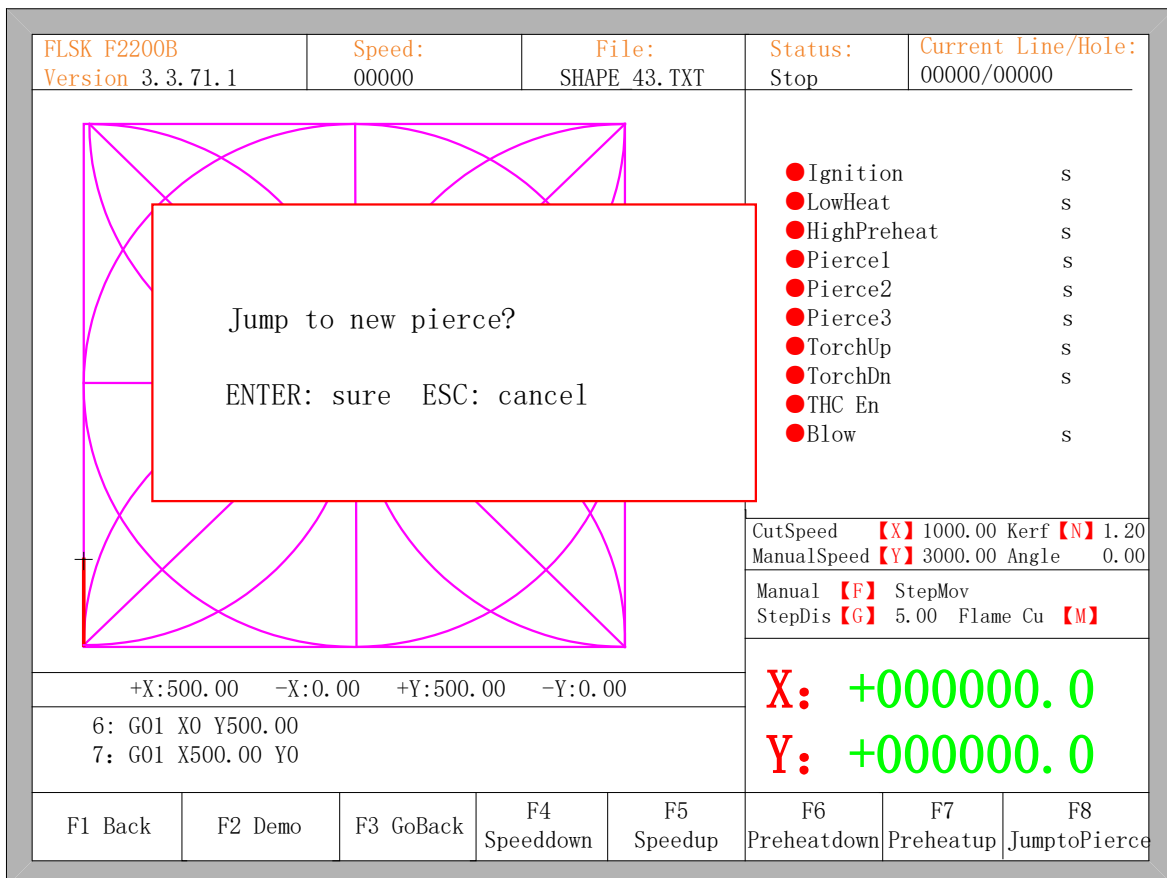 FLSK F2200B
Version 3.3.71.1
Speed:
00000
File:
SHAPE_43.TXT
Status:
Stop
Current Line/Hole:
00000/00000
Jump to new pierce?
ENTER: sure ESC: cancel
Ignition s
LowHeat s
HighPreheat s
Pierce1 s
Pierce2 s
Pierce3 s
TorchUp s
TorchDn s
THC En
Blow s
CutSpeed 【X】 1000.00 Kerf 【N】 1.20
ManualSpeed 【Y】 3000.00 Angle 0.00
Manual 【F】 StepMov
StepDis 【G】 5.00 Flame Cu 【M】
+X:500.00 -X:0.00 +Y:500.00 -Y:0.00
6: G01 X0 Y500.00
7: G01 X500.00 Y0
X: +000000.0
Y: +000000.0
F1 Back
F2 Demo
F3 GoBack
F4
Speeddown
F5
Speedup
F6
Preheatdown
F7
Preheatup
F8
JumptoPierce